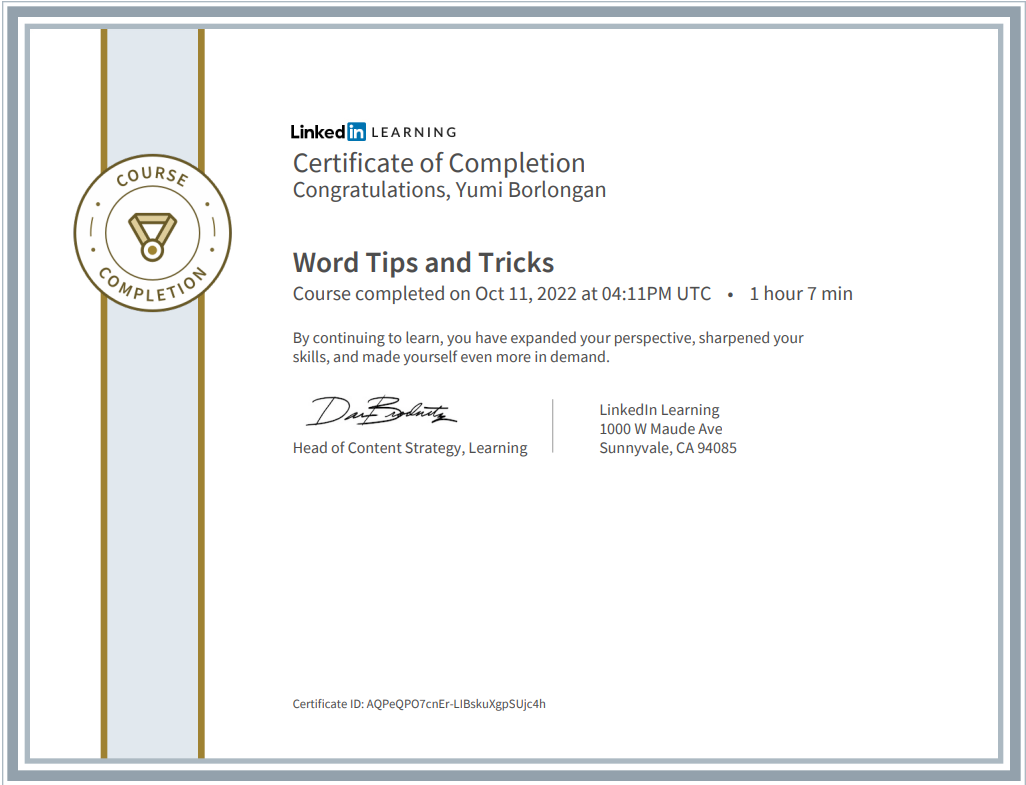 COURSE
COMPLETION
Linkedin LEARNING
Certificate of Completion
Congratulations, Yumi Borlongan
Word Tips and Tricks
Course completed on Oct 11, 2022 at 04:11PM UTC • 1 hour 7 min
By continuing to learn, you have expanded your perspective, sharpened your
skills, and made yourself even more in demand.
Head of Content Strategy, Learning
LinkedIn Learning
1000 W Maude Ave
Sunnyvale, CA 94085
Certificate ID: AQPeQPO7cnEr-LIBskuXgpSUjc4h